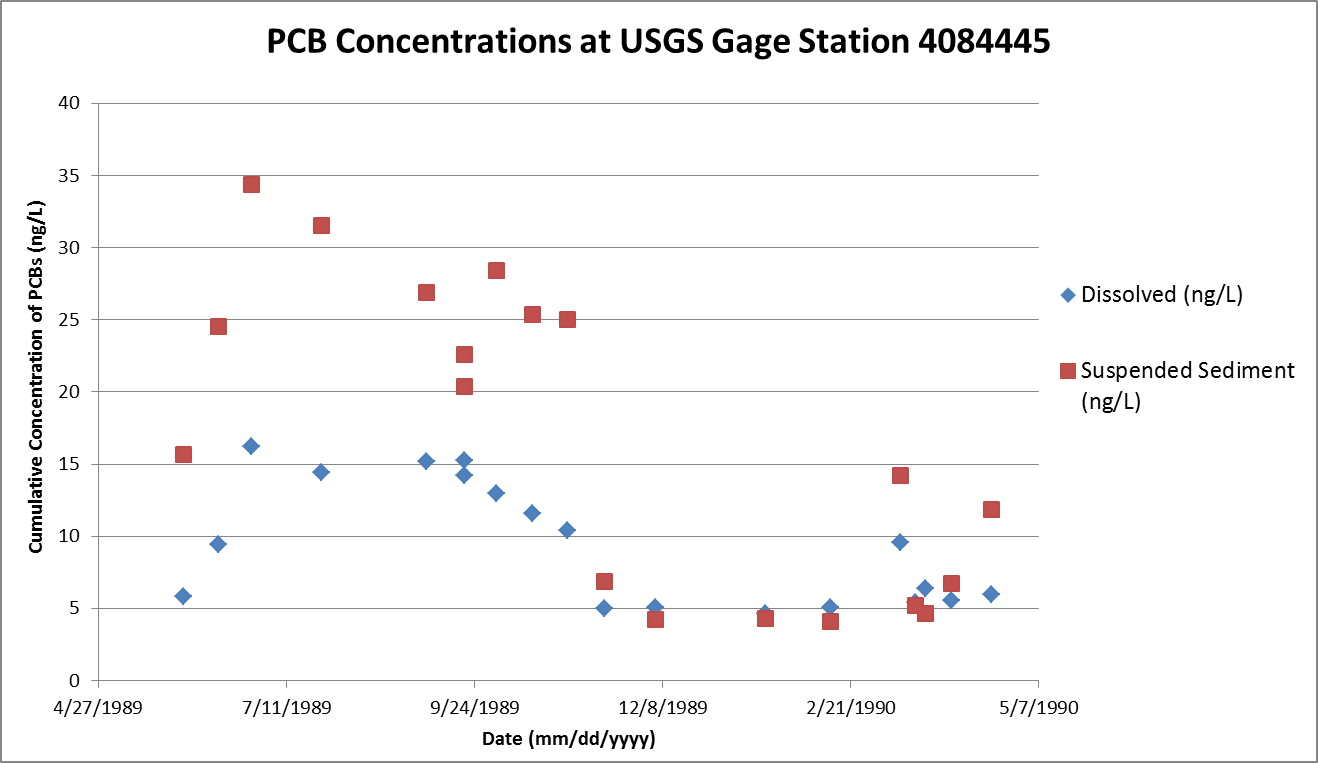 PCB Concentrations at USGS Gage Station 4084445
Cumulative Concentration of PCBs (ng/L)
40
35
30
25
20
15
10
5
0
4/27/1989
7/11/1989
9/24/1989
12/8/1989
2/21/1990
5/7/1990
Date (mm/dd/yyyy)
Dissolved (ng/L)
Suspended Sediment
(ng/L)